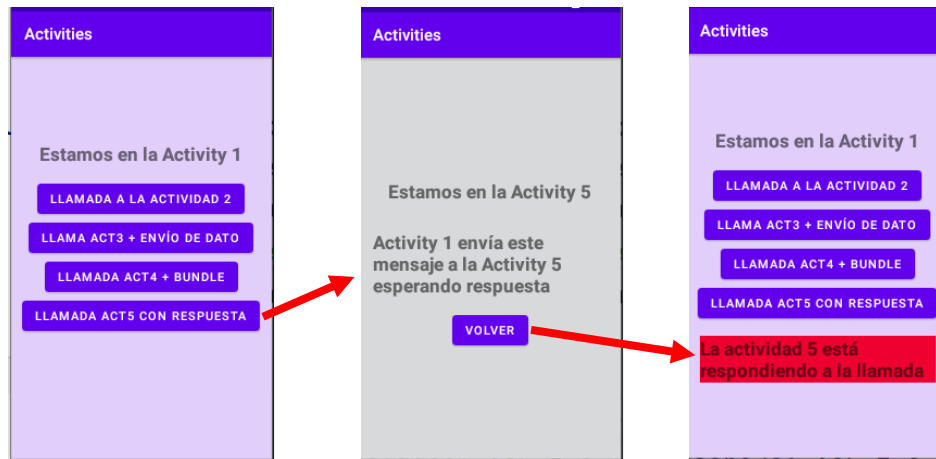 Activities
Estamos en la Activity 1
LLAMADA A LA ACTIVIDAD 2
LLAMA ACT3 + ENVÍO DE DATO
LLAMADA ACT4 + BUNDLE
LLAMADA ACT5 CON RESPUESTA
Activities
Estamos en la Activity 5
Activity 1 envía este
mensaje a la Activity 5
esperando respuesta
VOLVER
Activities
Estamos en la Activity 1
LLAMADA A LA ACTIVIDAD 2
LLAMA ACT3 + ENVÍO DE DATO
LLAMADA ACT4 + BUNDLE
LLAMADA ACT5 CON RESPUESTA
La actividad 5 está
respondiendo a la llamada